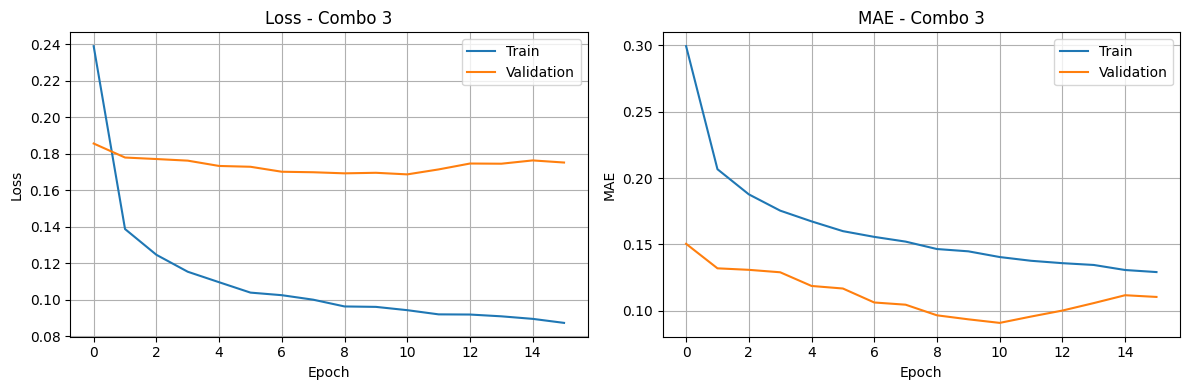 Loss - Combo 3
0.24
0.22
0.20
0.18
0.16
0.14
0.12
0.10
0.08
Loss
0 2 4 6 8 10 12 14
Epoch
Train
Validation
MAE - Combo 3
0.30
0.25
0.20
0.15
0.10
MAE
0 2 4 6 8 10 12 14
Epoch
Train
Validation